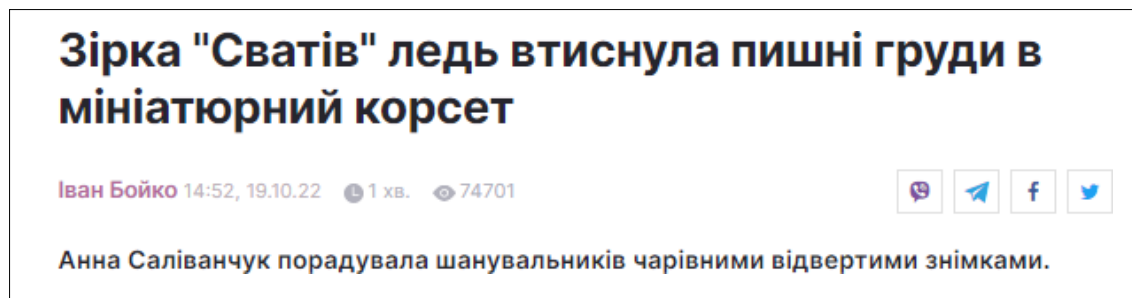 Зірка "Сватів" ледь втиснула пишні груди в
мініатюрний корсет
Іван Бойко 14:52, 19.10.22 1 хв. 74701
Анна Саліванчук порадувала шанувальників чарівними відвертими знімками.